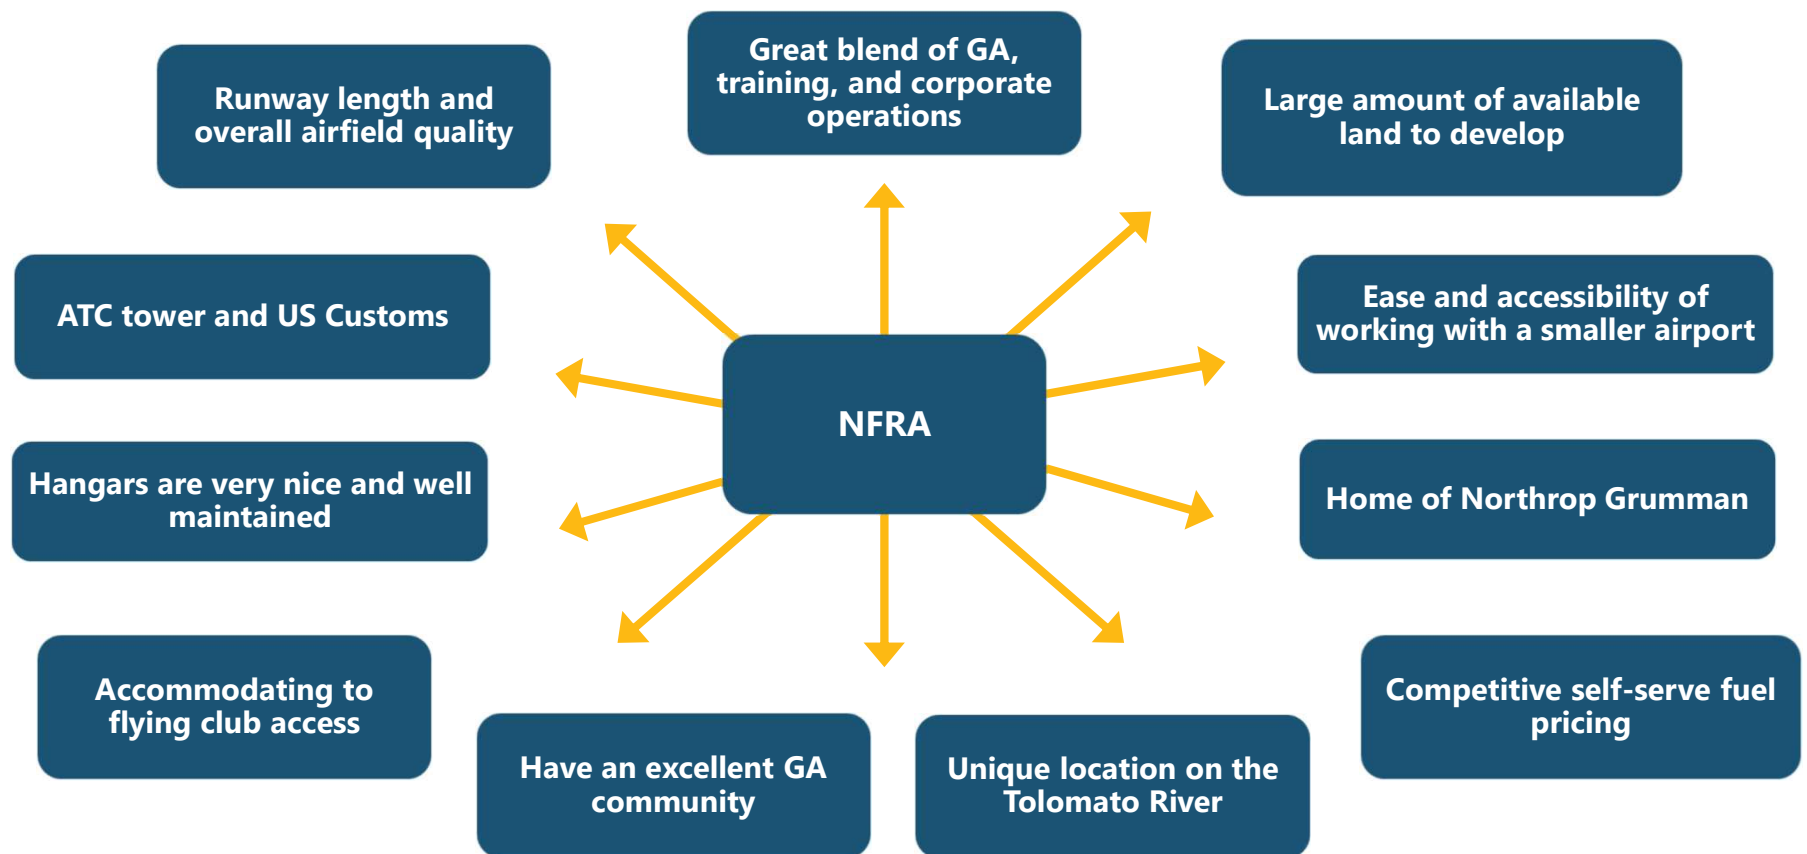 Great blend of GA,
training, and corporate
operations
Runway length and
overall airfield quality
Large amount of available
land to develop
ATC tower and US Customs
Ease and accessibility of
working with a smaller airport
NFRA
Hangars are very nice and well
maintained
Home of Northrop Grumman
Accommodating to
flying club access
Competitive self-serve fuel
pricing
Have an excellent GA
community
Unique location on the
Tolomato River